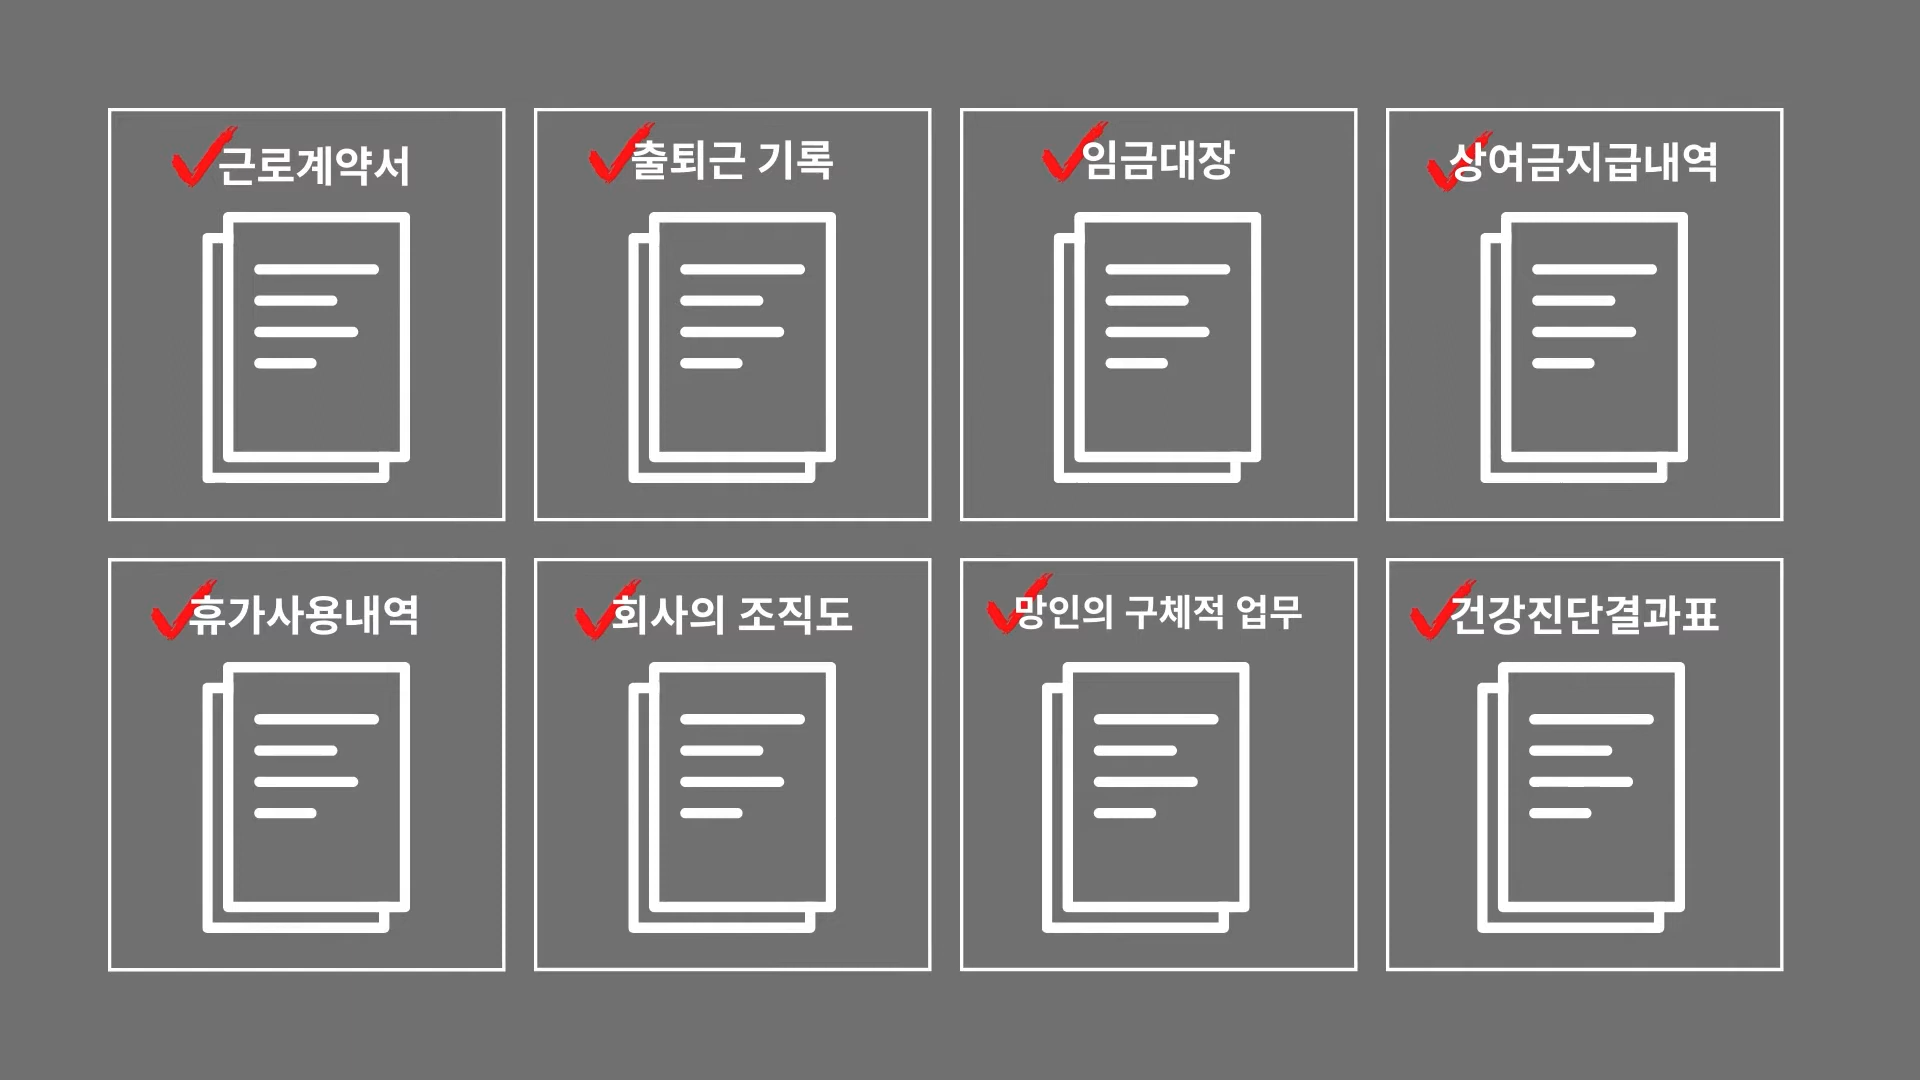 근로계약서
출퇴근 기록
임금대장
상여금지급내역
휴가사용내역
회사의 조직도
망인의 구체적 업무
건강진단결과표